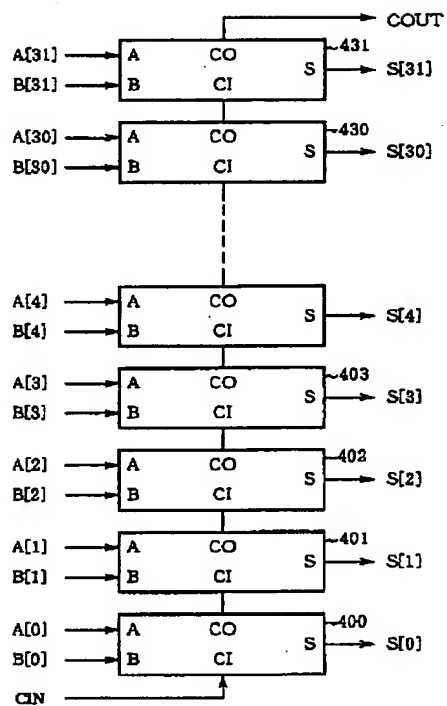 COUT
A[31] A CO 431
S S[31]
B[31] B CI
A[30] A CO 430
S S[30]
B[30] B CI
A[4] A CO
S S[4]
B[4] B CI
A[3] A CO 403
S S[3]
B[3] B CI
A[2] A CO 402
S S[2]
B[2] B CI
A[1] A CO 401
S S[1]
B[1] B CI
A[0] A CO 400
S S[0]
B[0] B CI
CIN